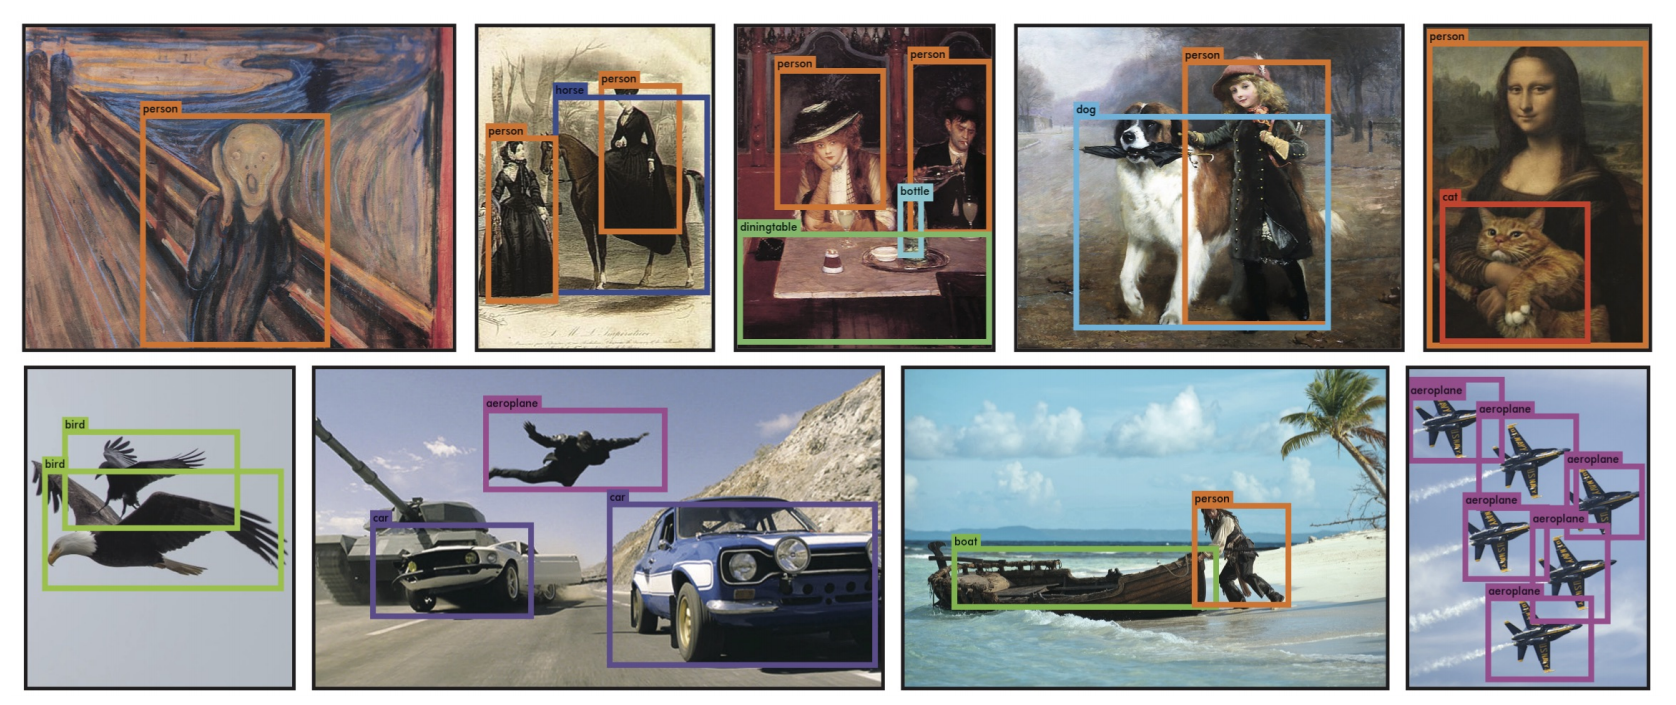 person
person
horse
person
person
person
bottle
diningtable
person
dog
person
cat
bird
bird
aeroplane
car
car
person
boat
aeroplane
aeroplane
aeroplane
aeroplane
aeroplane
aeroplane